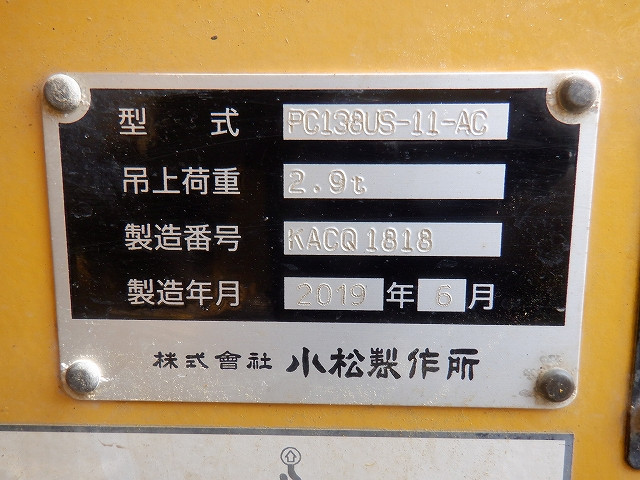 型 式 PC138US-11-AC
吊上荷重 2.9t
製造番号 KACQ1818
製造年月 2019 年 6 月
株式會社 小松製作所